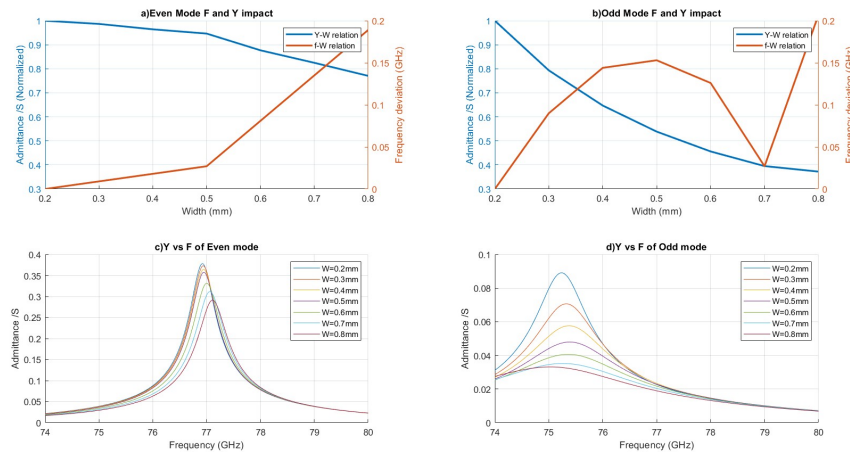 a)Even Mode F and Y impact
Admittance /S (Normalized)
1
0.9
0.8
0.7
0.6
0.5
0.4
0.3
0.2 0.3 0.4 0.5 0.6 0.7 0.8
Width (mm)
Y-W relation
f-W relation
0.2
0.15
0.1
0.05
0
Frequency deviation (GHz)
b)Odd Mode F and Y impact
Admittance /S (Normalized)
1
0.9
0.8
0.7
0.6
0.5
0.4
0.3
0.2 0.3 0.4 0.5 0.6 0.7 0.8
Width (mm)
Y-W relation
f-W relation
0.2
0.15
0.1
0.05
0
Frequency deviation (GHz)
c)Y vs F of Even mode
Admittance /S
0.4
0.35
0.3
0.25
0.2
0.15
0.1
0.05
0
74 75 76 77 78 79 80
Frequency (GHz)
W=0.2mm
W=0.3mm
W=0.4mm
W=0.5mm
W=0.6mm
W=0.7mm
W=0.8mm
d)Y vs F of Odd mode
Admittance /S
0.1
0.08
0.06
0.04
0.02
0
74 75 76 77 78 79 80
Frequency (GHz)
W=0.2mm
W=0.3mm
W=0.4mm
W=0.5mm
W=0.6mm
W=0.7mm
W=0.8mm